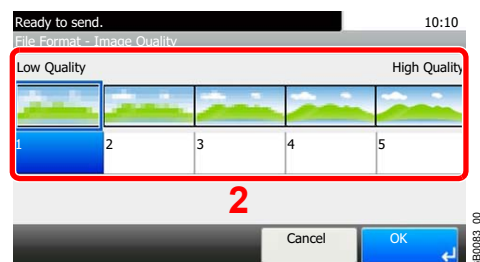 Ready to send. 10:10
File Format - Image Quality
Low Quality High Quality
1 2 3 4 5
2
Cancel OK
B0083_00